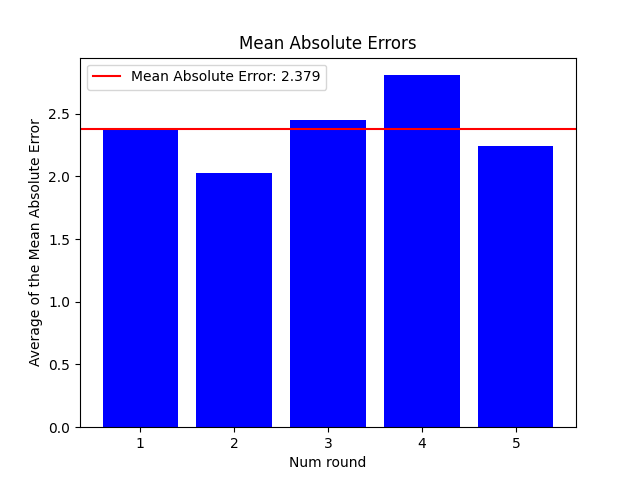 Mean Absolute Errors
Mean Absolute Error: 2.379
Average of the Mean Absolute Error
2.5
2.0
1.5
1.0
0.5
0.0
1 2 3 4 5
Num round